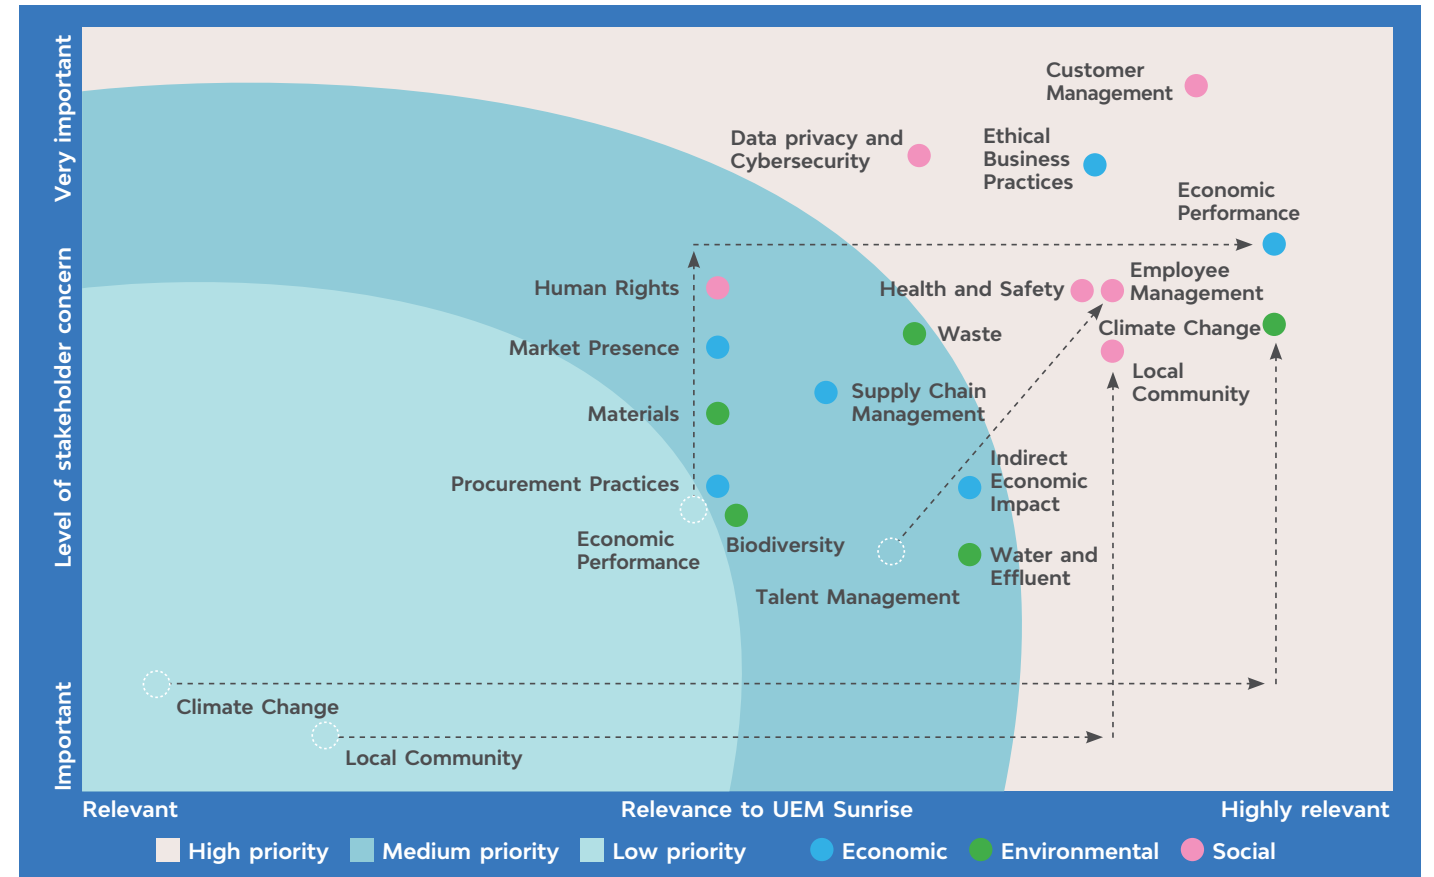 Very important
Level of stakeholder concern
Important
Customer
Management
Data privacy and
Cybersecurity
Ethical
Business
Practices
Economic
Performance
Human Rights
Health and Safety
Employee
Management
Market Presence
Waste
Climate Change
Local
Community
Supply Chain
Management
Materials
Procurement Practices
Indirect
Economic
Impact
Economic
Performance
Biodiversity
Water and
Effluent
Talent Management
Climate Change
Local Community
Relevant
Relevance to UEM Sunrise
Highly relevant
High priority
Medium priority
Low priority
Economic
Environmental
Social